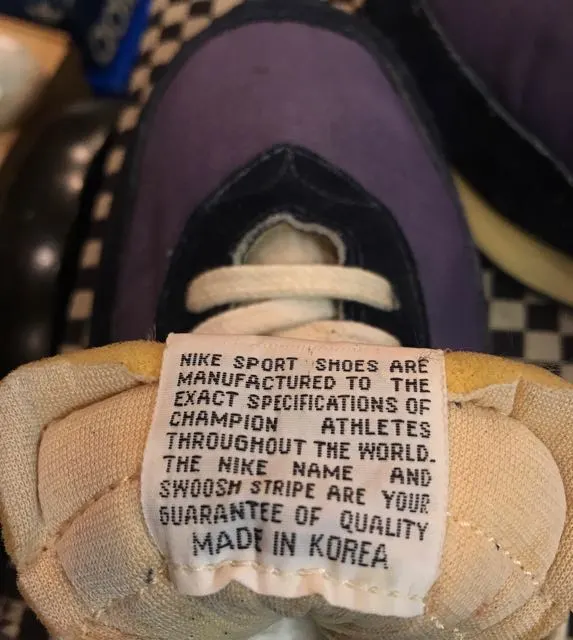 NIKE SPORT SHOES ARE
MANUFACTURED TO THE
EXACT SPECIFICATIONS OF
CHAMPION ATHLETES
THROUGHOUT THE WORLD.
THE NIKE NAME AND
SWOOSH STRIPE ARE YOUR
GUARANTEE OF QUALITY
MADE IN KOREA